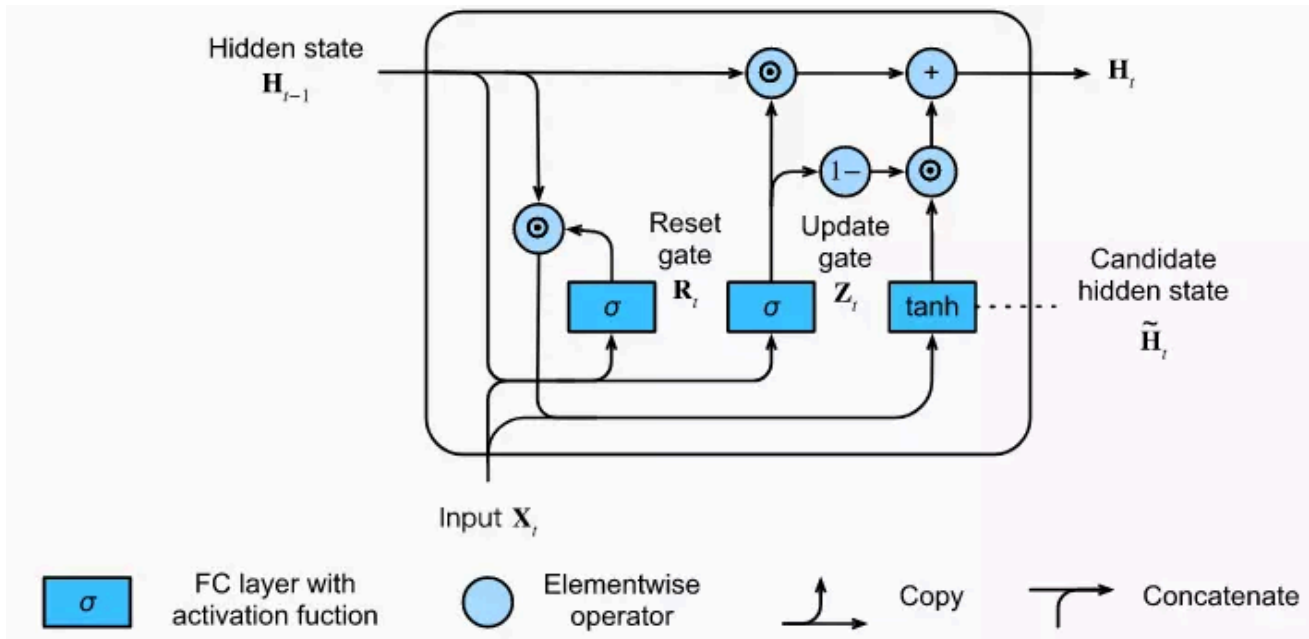 Hidden state
H_{t−1}
⊙
+
H_t
1−
⊙
⊙
Reset
gate
R_t
Update
gate
Z_t
Candidate
hidden state
H̃_t
σ
σ
tanh
Input X_t
σ
FC layer with
activation fuction
Elementwise
operator
Copy
Concatenate